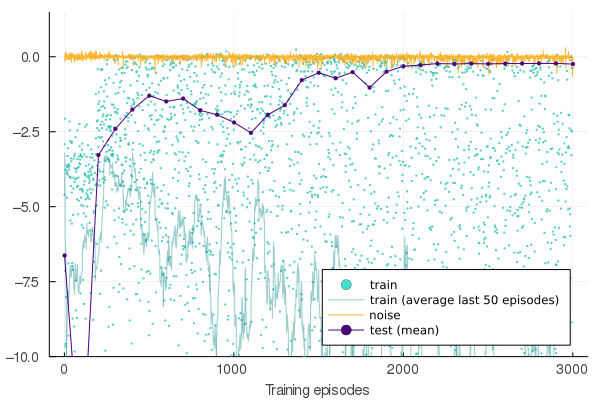 0.0
−2.5
−5.0
−7.5
−10.0
train
train (average last 50 episodes)
noise
test (mean)
0
1000
2000
3000
Training episodes